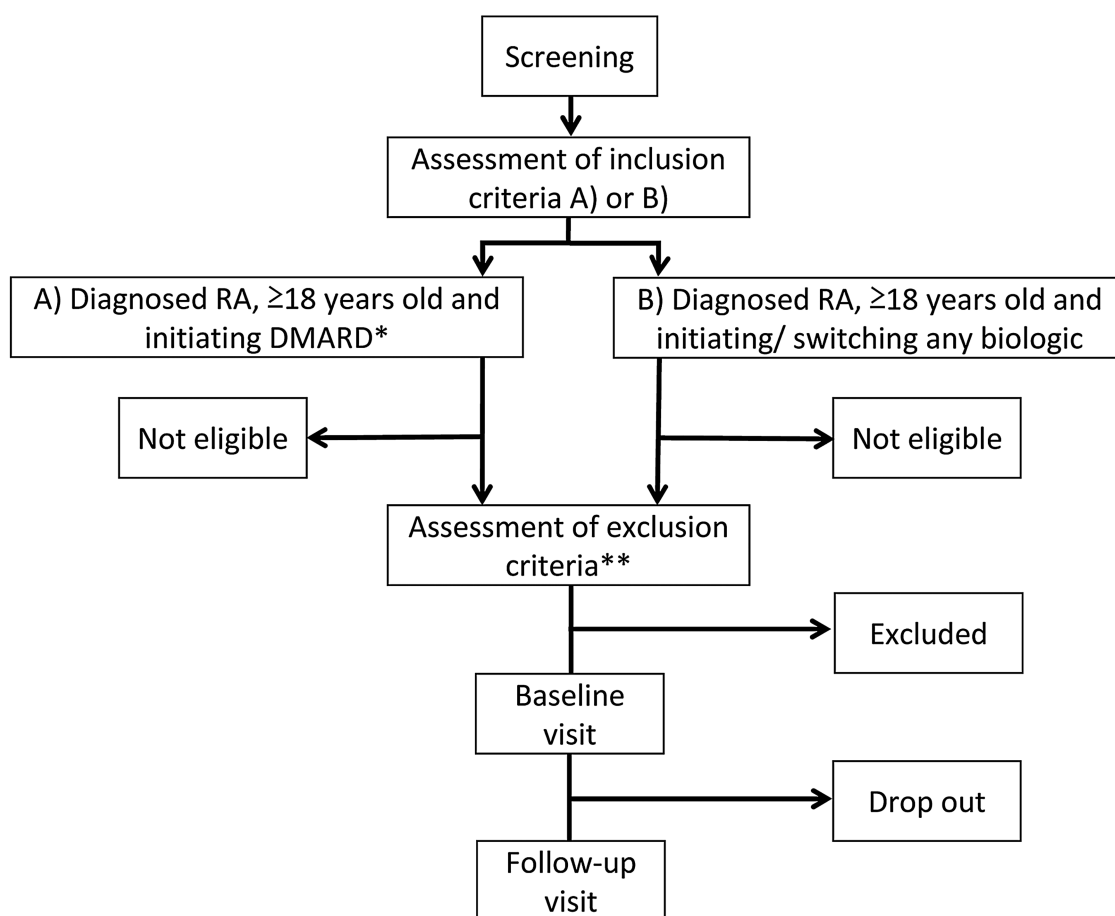 Screening
Assessment of inclusion
criteria A) or B)
A) Diagnosed RA, ≥18 years old and
initiating DMARD*
B) Diagnosed RA, ≥18 years old and
initiating/ switching any biologic
Not eligible
Not eligible
Assessment of exclusion
criteria**
Excluded
Baseline
visit
Drop out
Follow-up
visit